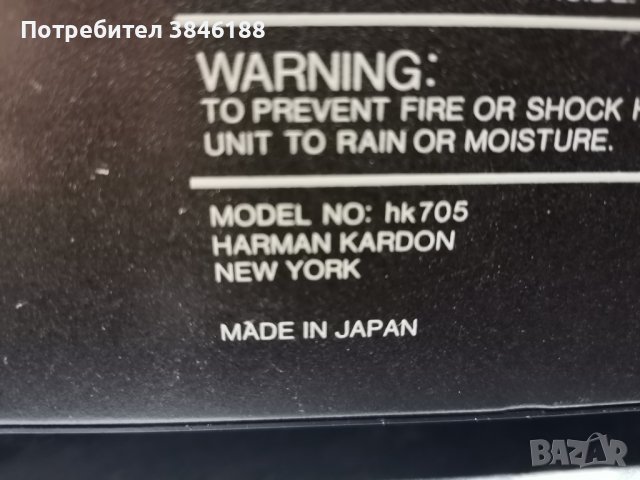 Потребител 3846188
WARNING:
TO PREVENT FIRE OR SHOCK
UNIT TO RAIN OR MOISTURE.
MODEL NO: hk705
HARMAN KARDON
NEW YORK
MADE IN JAPAN
BAZAR